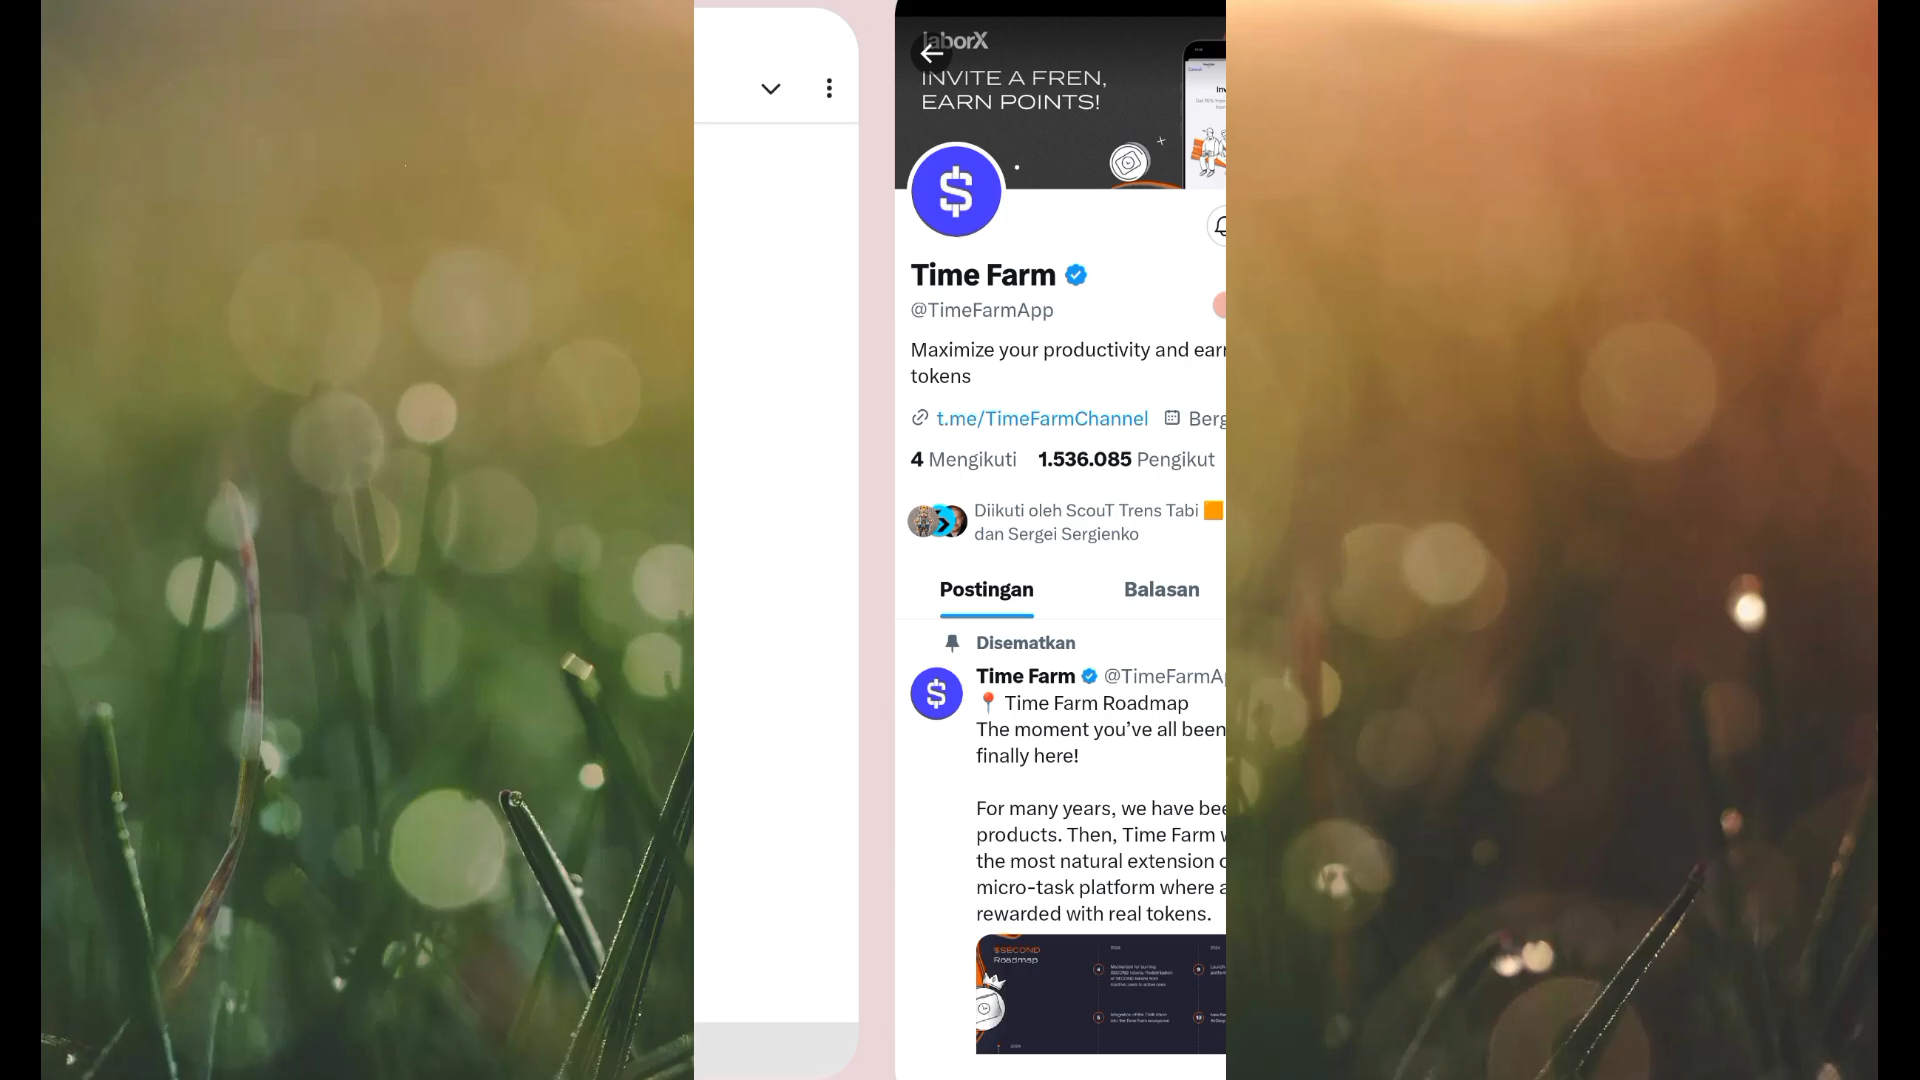 laborX
INVITE A FREN,
EARN POINTS!
Time Farm
@TimeFarmApp
Maximize your productivity and earn
tokens
t.me/TimeFarmChannel Berg
4 Mengikuti 1.536.085 Pengikut
Diikuti oleh ScouT Trens Tabi
dan Sergei Sergienko
Postingan Balasan
Disematkan
Time Farm @TimeFarmAp
📍 Time Farm Roadmap
The moment you’ve all been
finally here!
For many years, we have bee
products. Then, Time Farm w
the most natural extension o
micro-task platform where a
rewarded with real tokens.
$SECOND
Roadmap